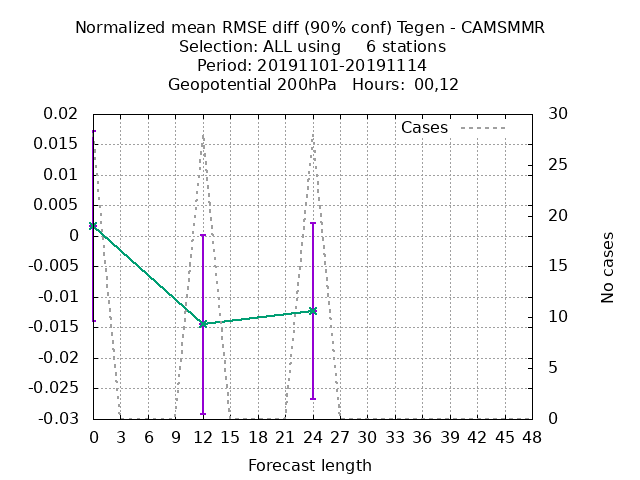 Normalized mean RMSE diff (90% conf) Tegen - CAMSMMR
Selection: ALL using     6 stations
Period: 20191101-20191114
Geopotential 200hPa   Hours: 00,12
Cases
0.02
0.015
0.01
0.005
0
-0.005
-0.01
-0.015
-0.02
-0.025
-0.03
30
25
20
15
10
5
0
No cases
0 3 6 9 12 15 18 21 24 27 30 33 36 39 42 45 48
Forecast length